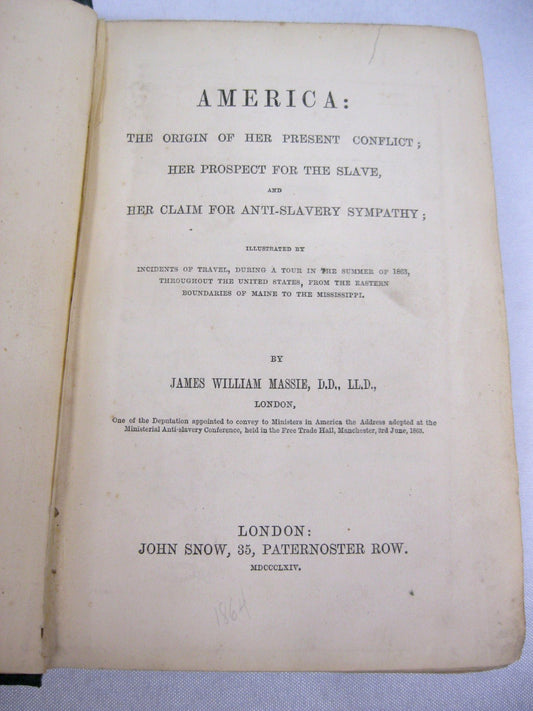 AMERICA:
THE ORIGIN OF HER PRESENT CONFLICT;
HER PROSPECT FOR THE SLAVE,
AND
HER CLAIM FOR ANTI-SLAVERY SYMPATHY;
ILLUSTRATED BY
INCIDENTS OF TRAVEL, DURING A TOUR IN THE SUMMER OF 1863,
THROUGHOUT THE UNITED STATES, FROM THE EASTERN
BOUNDARIES OF MAINE TO THE MISSISSIPPI.
BY
JAMES WILLIAM MASSIE, D.D., LL.D.,
LONDON,
One of the Deputation appointed to convey to Ministers in America the Address adopted at the
Ministerial Anti-slavery Conference, held in the Free Trade Hall, Manchester, 3rd June, 1863.
LONDON:
JOHN SNOW, 35, PATERNOSTER ROW.
MDCCCLXIV.
1864